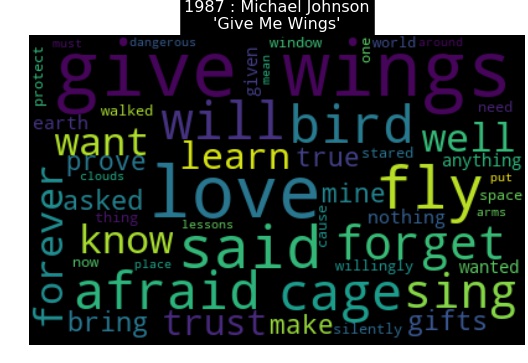 1987 : Michael Johnson
'Give Me Wings'
must dangerous window world around
protect give wings given mean one
walked will bird need
earth want learn true stared well
prove anything
clouds love mine fly put
asked space
forever thing nothing arms
know lessons said cause forget
now place willingly wanted
afraid cage sing
bring trust make silently gifts